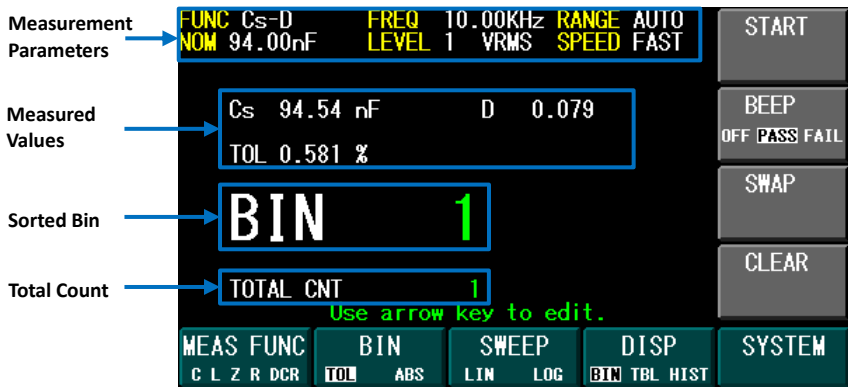 Measurement Parameters
FUNC Cs-D FREQ 10.00KHz RANGE AUTO
NOM 94.00nF LEVEL 1 VRMS SPEED FAST
START
Measured Values
Cs 94.54 nF D 0.079
TOL 0.581 %
BEEP
OFF PASS FAIL
Sorted Bin
BIN 1
SWAP
Total Count
TOTAL CNT 1
CLEAR
Use arrow key to edit.
MEAS FUNC BIN SWEEP DISP SYSTEM
C L Z R DCR TOL ABS LIN LOG BIN TBL HIST